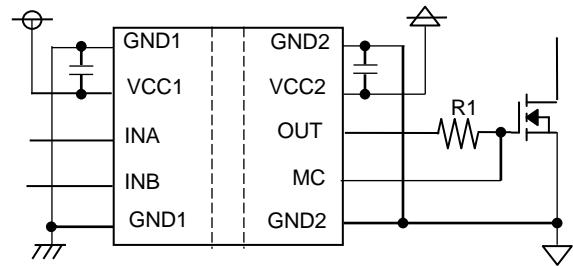 GND1
GND2
VCC1
VCC2
INA
OUT
R1
INB
MC
GND1
GND2